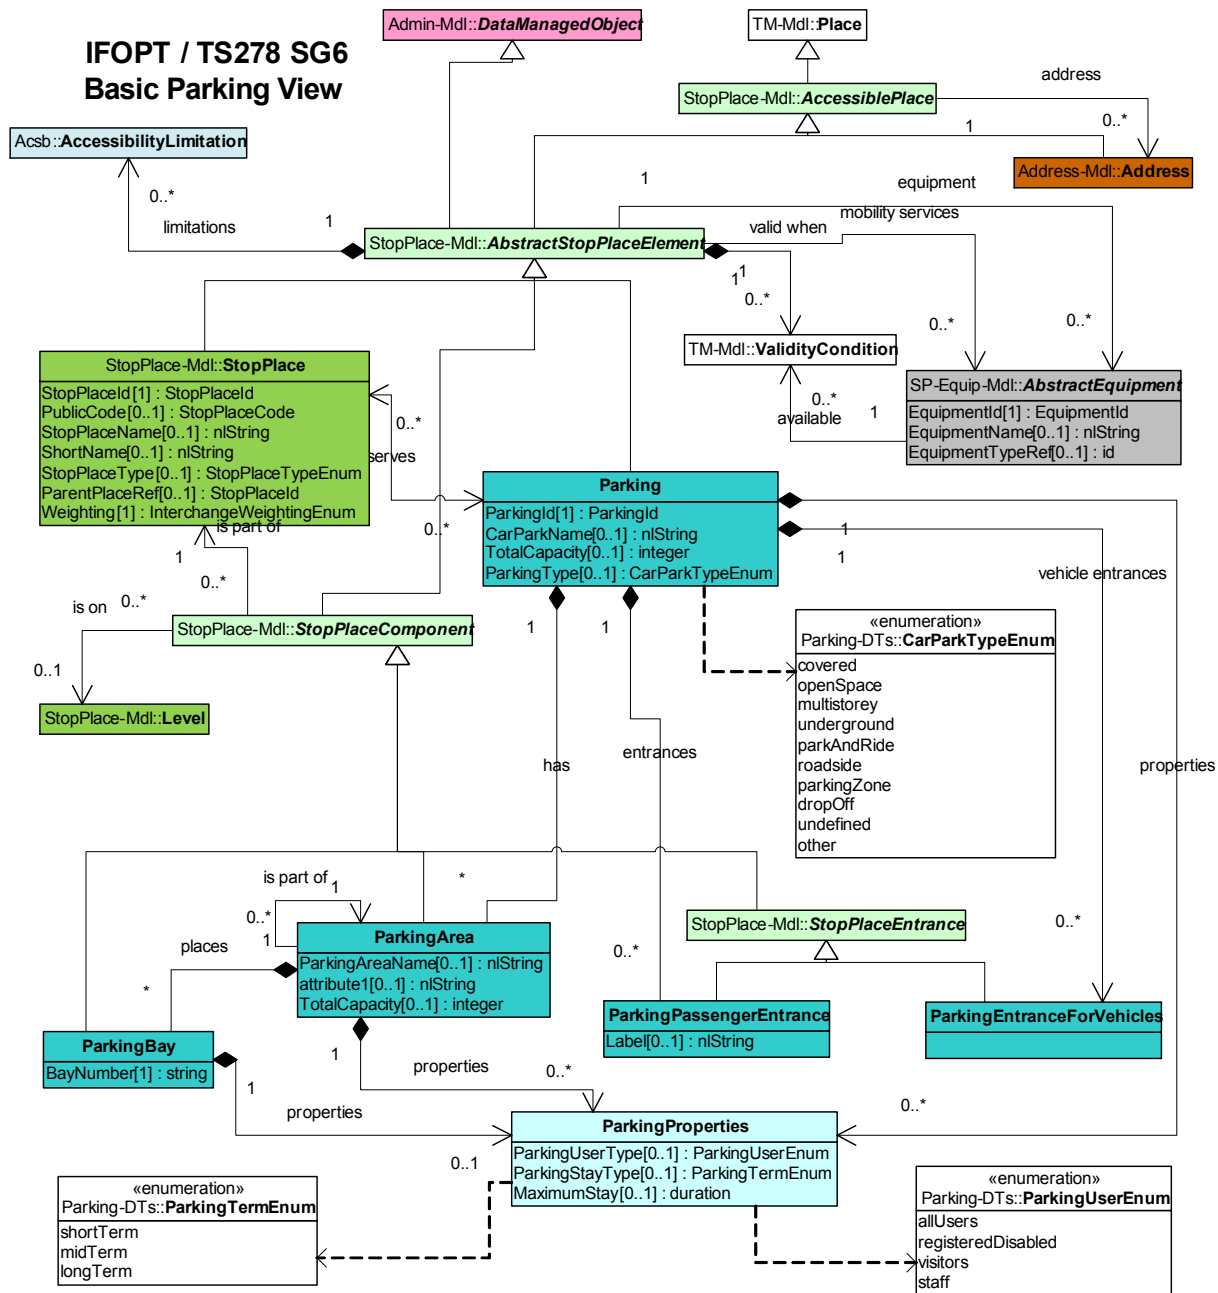 IFOPT / TS278 SG6
Basic Parking View
Admin-Mdl::DataManagedObject
TM-Mdl::Place
StopPlace-Mdl::AccessiblePlace
address
0..*
1
Acsb::AccessibilityLimitation
Address-Mdl::Address
0..*
limitations
1
1
equipment
mobility services
valid when
StopPlace-Mdl::AbstractStopPlaceElement
1
1
0..*
0..*
0..*
TM-Mdl::ValidityCondition
StopPlace-Mdl::StopPlace
StopPlaceId[1] : StopPlaceId
PublicCode[0..1] : StopPlaceCode
StopPlaceName[0..1] : nlString
ShortName[0..1] : nlString
StopPlaceType[0..1] : StopPlaceTypeEnum
ParentPlaceRef[0..1] : StopPlaceId
Weighting[1] : InterchangeWeightingEnum
SP-Equip-Mdl::AbstractEquipment
EquipmentId[1] : EquipmentId
EquipmentName[0..1] : nlString
EquipmentTypeRef[0..1] : id
0..*
available
1
0..*
serves
0..*
Parking
ParkingId[1] : ParkingId
CarParkName[0..1] : nlString
TotalCapacity[0..1] : integer
ParkingType[0..1] : CarParkTypeEnum
1
1
vehicle entrances
is part of
1
0..*
is on
0..*
0..1
StopPlace-Mdl::StopPlaceComponent
1
1
«enumeration»
Parking-DTs::CarParkTypeEnum
covered
openSpace
multistorey
underground
parkAndRide
roadside
parkingZone
dropOff
undefined
other
StopPlace-Mdl::Level
has
entrances
properties
is part of
1
0..*
1
*
places
*
StopPlace-Mdl::StopPlaceEntrance
0..*
0..*
ParkingArea
ParkingAreaName[0..1] : nlString
attribute1[0..1] : nlString
TotalCapacity[0..1] : integer
ParkingPassengerEntrance
Label[0..1] : nlString
ParkingEntranceForVehicles
ParkingBay
BayNumber[1] : string
1
properties
1
properties
0..*
0..*
0..1
ParkingProperties
ParkingUserType[0..1] : ParkingUserEnum
ParkingStayType[0..1] : ParkingTermEnum
MaximumStay[0..1] : duration
«enumeration»
Parking-DTs::ParkingTermEnum
shortTerm
midTerm
longTerm
«enumeration»
Parking-DTs::ParkingUserEnum
allUsers
registeredDisabled
visitors
staff